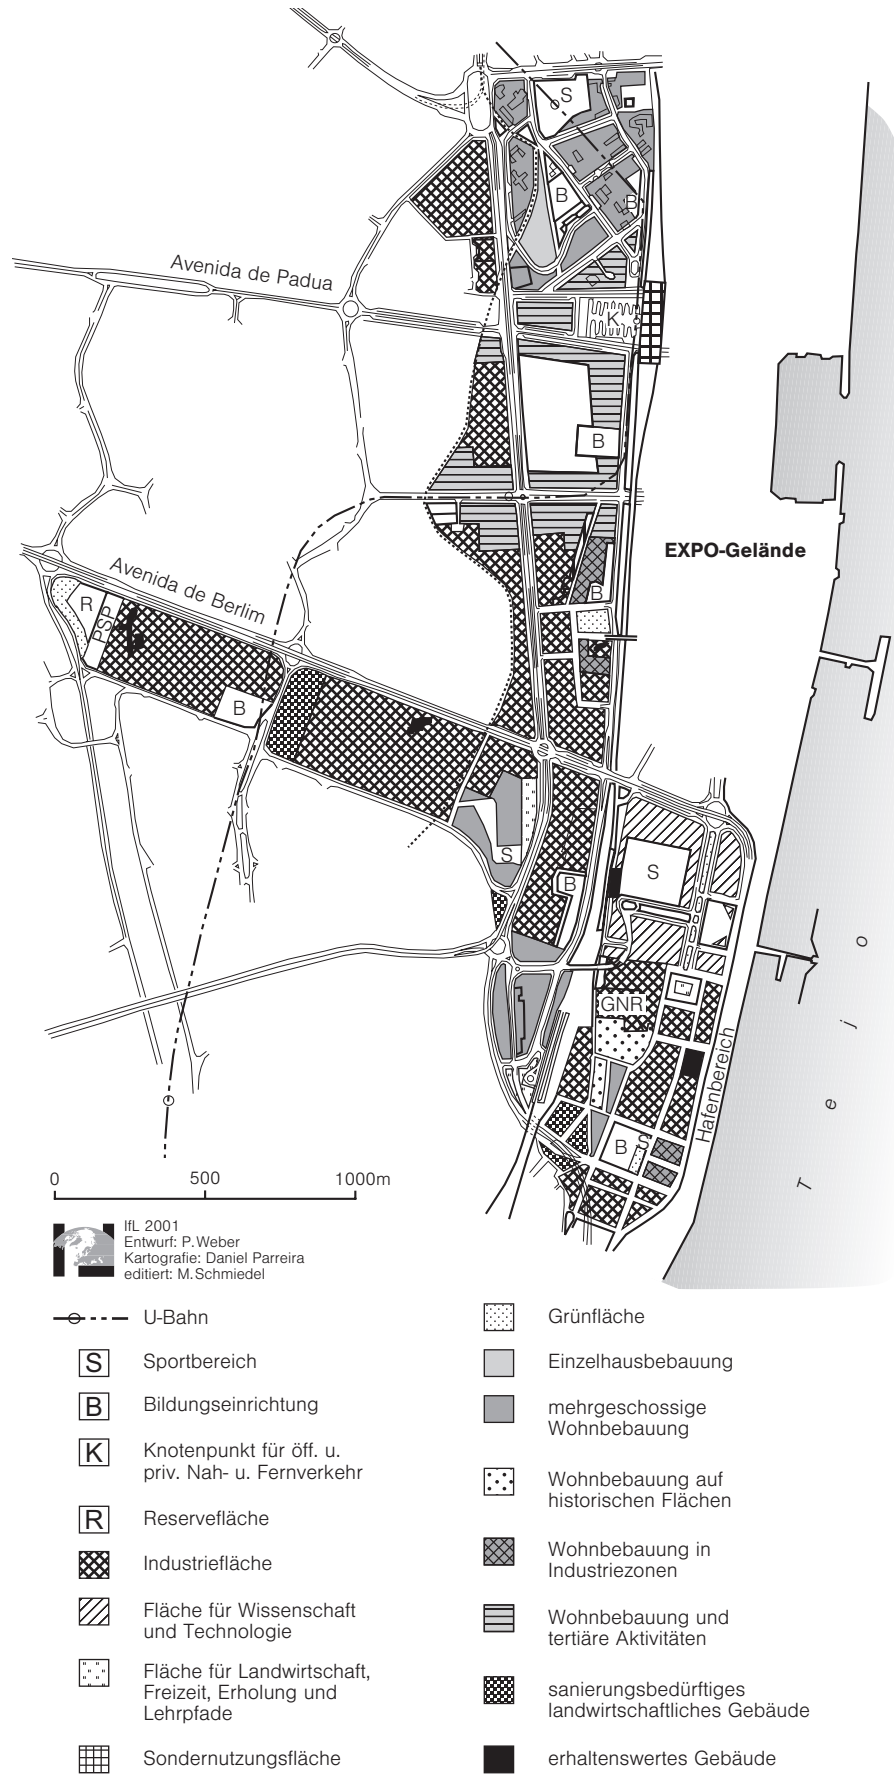 S
B
B
Avenida de Padua
K
B
EXPO-Gelände
Avenida de Berlim
B
R
PSP
B
S
S
B
GNR
Hafenbereich
Tejo
B
S
0 500 1000m
IfL 2001
Entwurf: P.Weber
Kartografie: Daniel Parreira
editiert: M.Schmiedel
U-Bahn
S Sportbereich
B Bildungseinrichtung
K Knotenpunkt für öff. u.
priv. Nah- u. Fernverkehr
R Reservefläche
Industriefläche
Fläche für Wissenschaft
und Technologie
Fläche für Landwirtschaft,
Freizeit, Erholung und
Lehrpfade
Sondernutzungsfläche
Grünfläche
Einzelhausbebauung
mehrgeschossige
Wohnbebauung
Wohnbebauung auf
historischen Flächen
Wohnbebauung in
Industriezonen
Wohnbebauung und
tertiäre Aktivitäten
sanierungsbedürftiges
landwirtschaftliches Gebäude
erhaltenswertes Gebäude